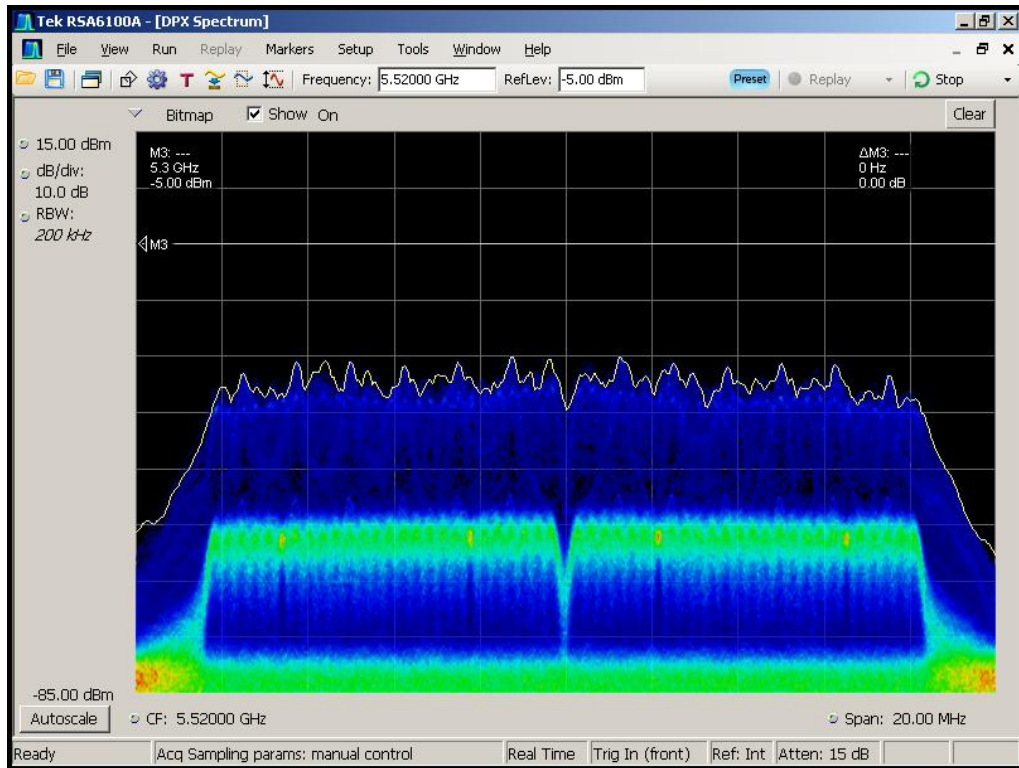 Tek RSA6100A - [DPX Spectrum]
File View Run Replay Markers Setup Tools Window Help
T Frequency: 5.52000 GHz RefLev: -5.00 dBm Preset Replay Stop
Bitmap Show On Clear
15.00 dBm
dB/div:
10.0 dB
RBW:
200 kHz
M3: ---
5.3 GHz
-5.00 dBm
ΔM3: ---
0 Hz
0.00 dB
M3
-85.00 dBm
Autoscale CF: 5.52000 GHz Span: 20.00 MHz
Ready Acq Sampling params: manual control Real Time Trig In (front) Ref: Int Atten: 15 dB